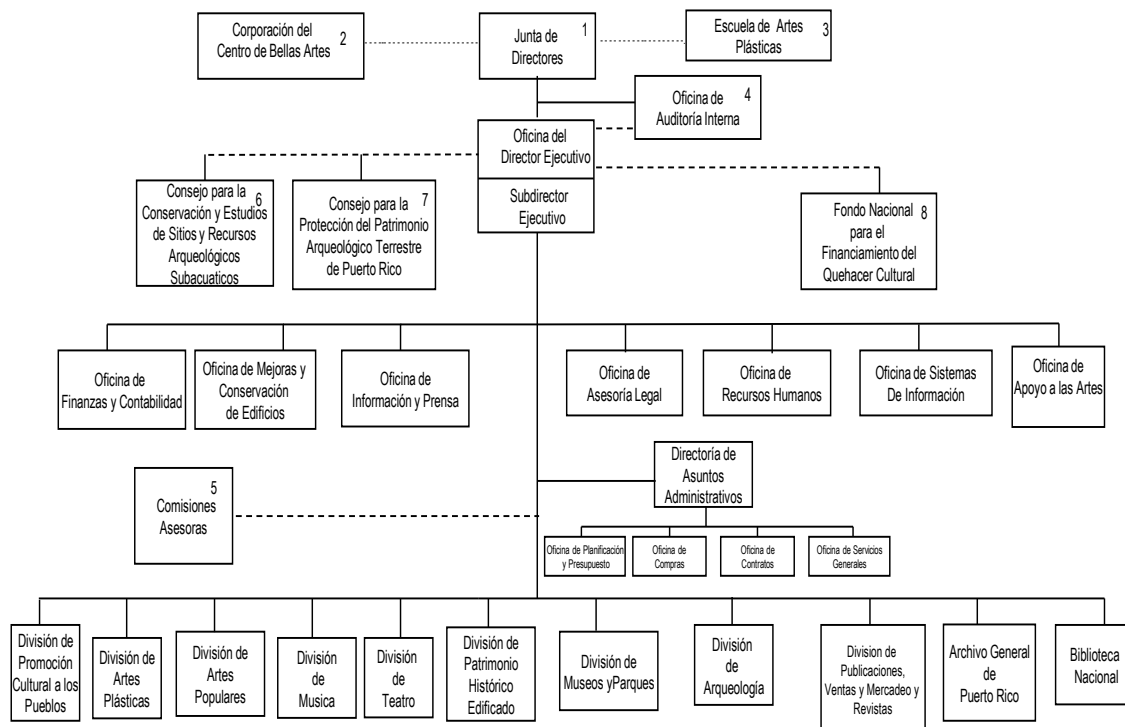 Corporación del
Centro de Bellas Artes
2
Junta de
Directores
1
Escuela de Artes
Plásticas
3
Oficina de
Auditoría Interna
4
Oficina del
Director Ejecutivo
Subdirector
Ejecutivo
Consejo para la
Conservación y Estudios
de Sitios y Recursos
Arqueológicos
Subacuaticos
6
Consejo para la
Protección del Patrimonio
Arqueológico Terrestre
de Puerto Rico
7
Fondo Nacional
para el
Financiamiento del
Quehacer Cultural
8
Oficina de
Finanzas y Contabilidad
Oficina de Mejoras y
Conservación
de Edificios
Oficina de
Información y Prensa
Oficina de
Asesoría Legal
Oficina de
Recursos Humanos
Oficina de Sistemas
De Información
Oficina de
Apoyo a las Artes
Directoría de
Asuntos
Administrativos
5
Comisiones
Asesoras
Oficina de Planificación
y Presupuesto
Oficina de
Compras
Oficina de
Contratos
Oficina de Servicios
Generales
División de
Promoción
Cultural a los
Pueblos
División de
Artes
Plásticas
División de
Artes
Populares
División
de
Musica
División
de
Teatro
División de
Patrimonio
Histórico
Edificado
División de
Museos yParques
División
de
Arqueología
Division de
Publicaciones,
Ventas y Mercadeo y
Revistas
Archivo General
de
Puerto Rico
Biblioteca
Nacional